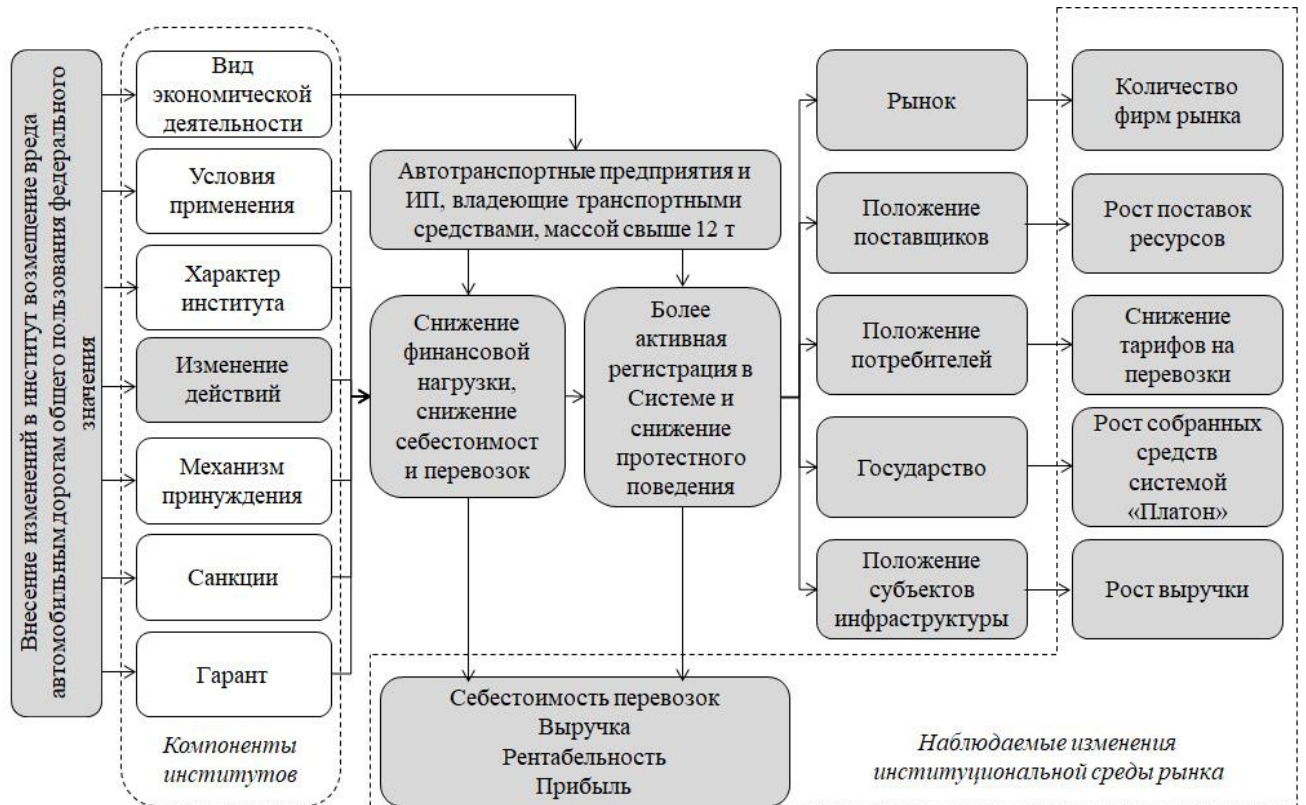 Внесение изменений в институт возмещение вреда
автомобильным дорогам общего пользования федерального
значения
Вид
экономической
деятельности
Условия
применения
Характер
института
Изменение
действий
Механизм
принуждения
Санкции
Гарант
Компоненты
институтов
Автотранспортные предприятия и
ИП, владеющие транспортными
средствами, массой свыше 12 т
Снижение
финансовой
нагрузки,
снижение
себестоимост
и перевозок
Более
активная
регистрация в
Системе и
снижение
протестного
поведения
Себестоимость перевозок
Выручка
Рентабельность
Прибыль
Рынок
Положение
поставщиков
Положение
потребителей
Государство
Положение
субъектов
инфраструктуры
Количество
фирм рынка
Рост поставок
ресурсов
Снижение
тарифов на
перевозки
Рост собранных
средств
системой
«Платон»
Рост выручки
Наблюдаемые изменения
институциональной среды рынка